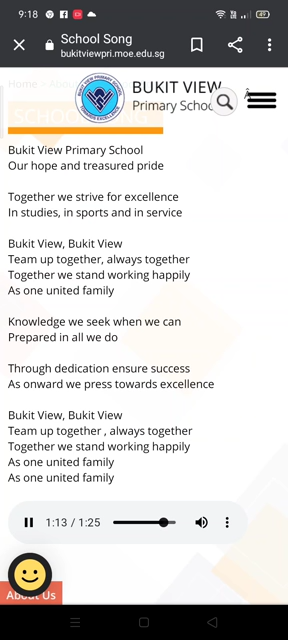 9:18
49
School Song
bukitviewpri.moe.edu.sg
Home
SCHOOL SONG
BUKIT VIEW
Primary School
Bukit View Primary School
Our hope and treasured pride
Together we strive for excellence
In studies, in sports and in service
Bukit View, Bukit View
Team up together, always together
Together we stand working happily
As one united family
Knowledge we seek when we can
Prepared in all we do
Through dedication ensure success
As onward we press towards excellence
Bukit View, Bukit View
Team up together , always together
Together we stand working happily
As one united family
As one united family
1:13 / 1:25
About Us